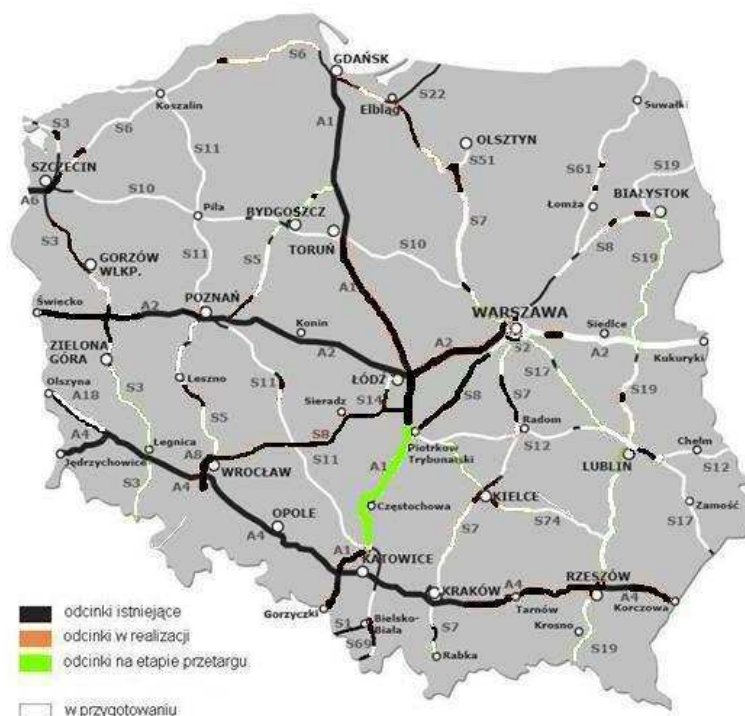 GDAŃSK
S6
S22
Elbląg
Koszalin
Suwałki
S3
S6
A1
OLSZTYN
S51
SZCZECIN
S11
S61
S19
A6
S10
Piła
BYDGOSZCZ
Łomża
BIAŁYSTOK
S7
S3
TORUŃ
S10
S8
GORZÓW
WLKP.
S11
S5
S19
A1
POZNAŃ
WARSZAWA
Świecko
A2
Konin
A2
S2
Siedlce
A2
Kukuryki
ZIELONA
GÓRA
A2
ŁÓDŹ
S17
Olszyna
Leszno
S11
S14
S8
S7
S19
A18
S3
Sieradz
Radom
S5
S8
Piotrków
Trybunalski
S12
Chełm
A4
Legnica
A8
S11
A1
LUBLIN
S12
Jędrzychowice
WROCŁAW
A4
KIELCE
Zamość
S3
Częstochowa
S17
OPOLE
S7
S74
A4
A1
KATOWICE
RZESZÓW
KRAKÓW
A4
A4
Gorzyczki
Tarnów
Korczowa
S1
Bielsko-
Biała
S7
Krosno
S69
Rabka
S19
odcinki istniejące
odcinki w realizacji
odcinki na etapie przetargu
w przygotowaniu